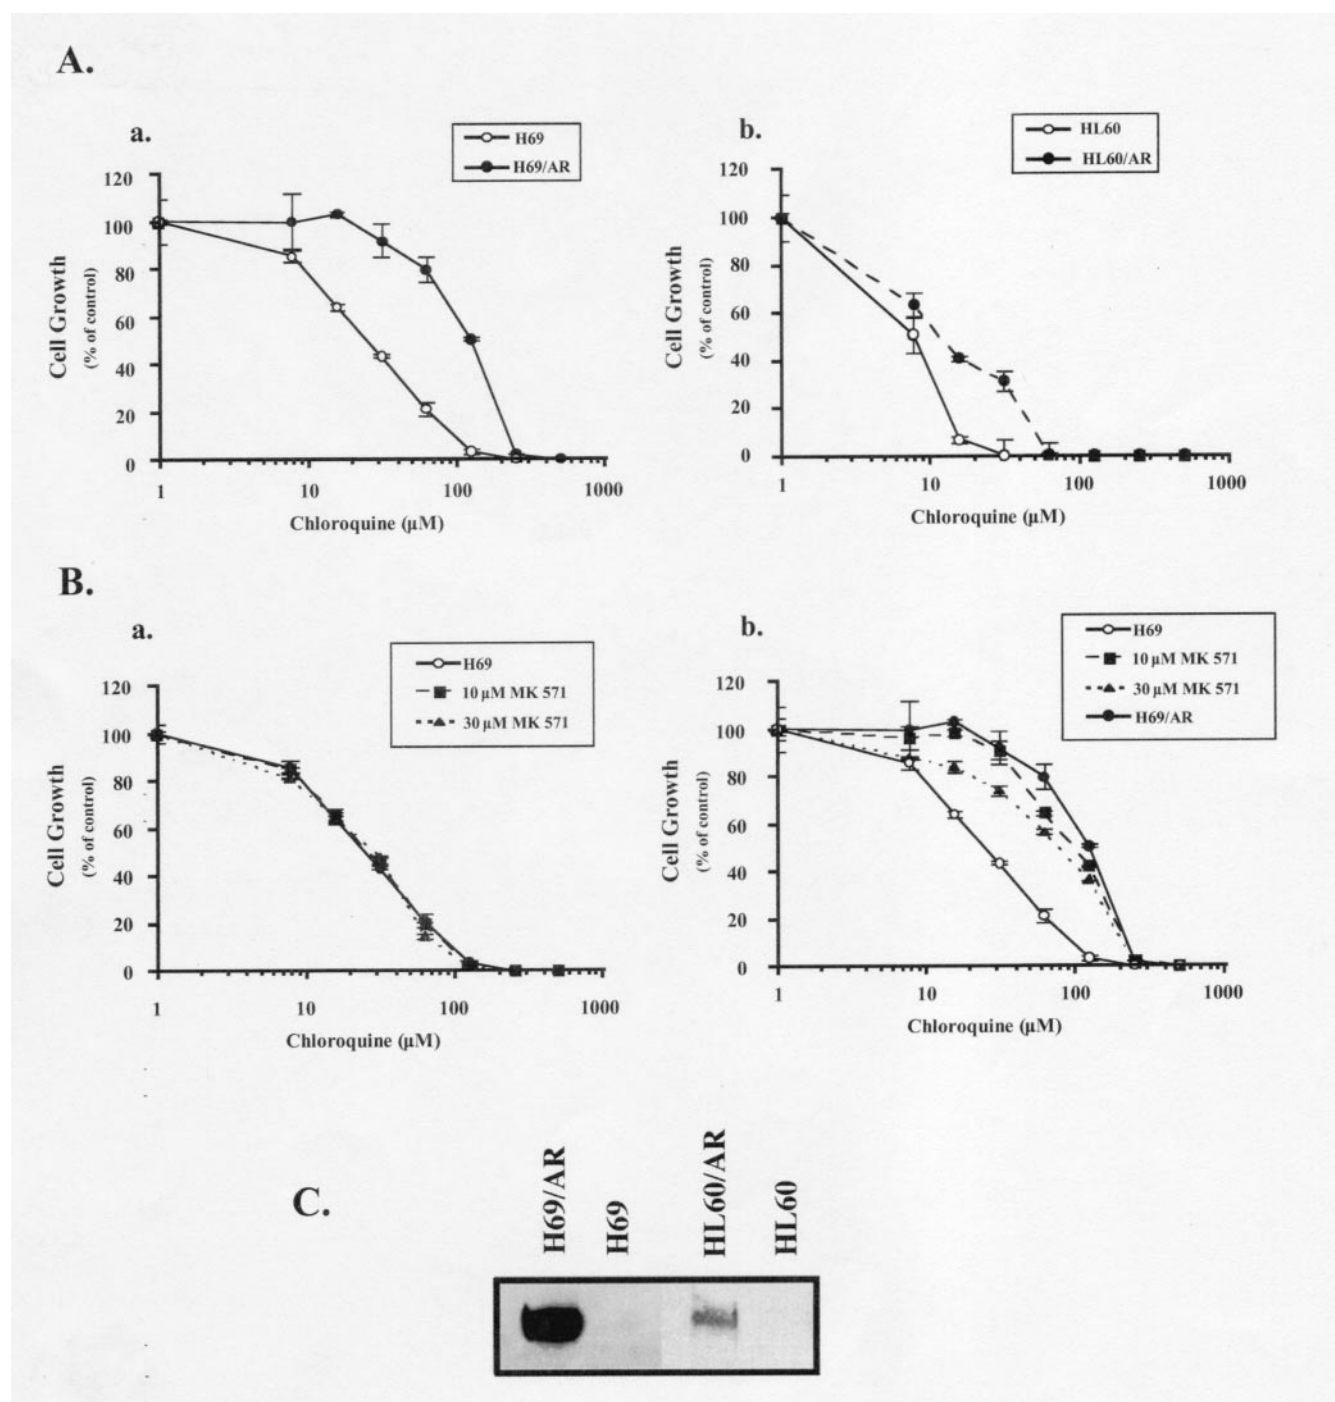 A.
a.
H69
H69/AR
120
100
80
60
40
20
0
Cell Growth
(% of control)
1
10
100
1000
Chloroquine (µM)
b.
HL60
HL60/AR
120
100
80
60
40
20
0
Cell Growth
(% of control)
1
10
100
1000
Chloroquine (µM)
B.
a.
H69
10 µM MK 571
30 µM MK 571
120
100
80
60
40
20
0
Cell Growth
(% of control)
1
10
100
1000
Chloroquine (µM)
b.
H69
10 µM MK 571
30 µM MK 571
H69/AR
120
100
80
60
40
20
0
Cell Growth
(% of control)
1
10
100
1000
Chloroquine (µM)
C.
H69/AR
H69
HL60/AR
HL60